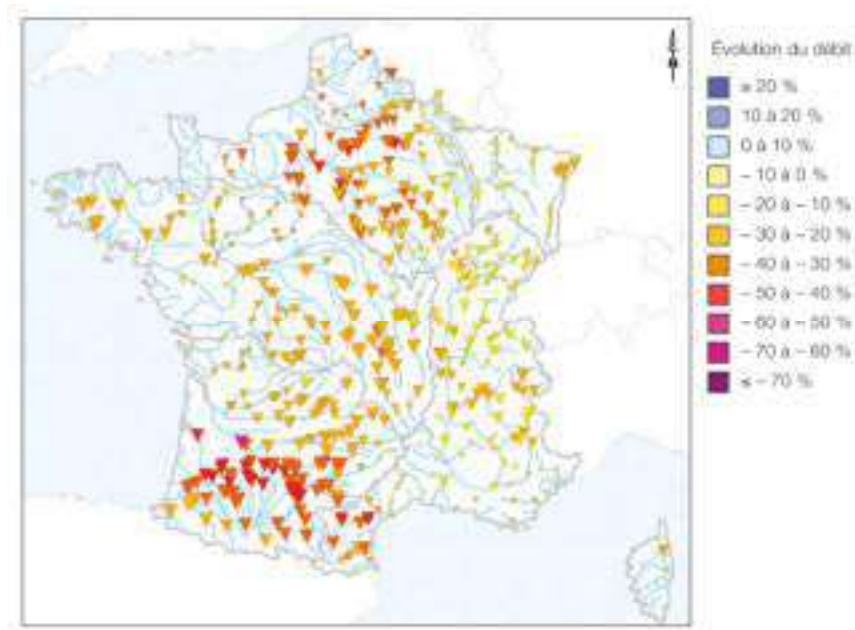 Évolution du débit
≥ 20 %
10 à 20 %
0 à 10 %
– 10 à 0 %
– 20 à – 10 %
– 30 à – 20 %
– 40 à – 30 %
– 50 à – 40 %
– 60 à – 50 %
– 70 à – 60 %
≤ – 70 %